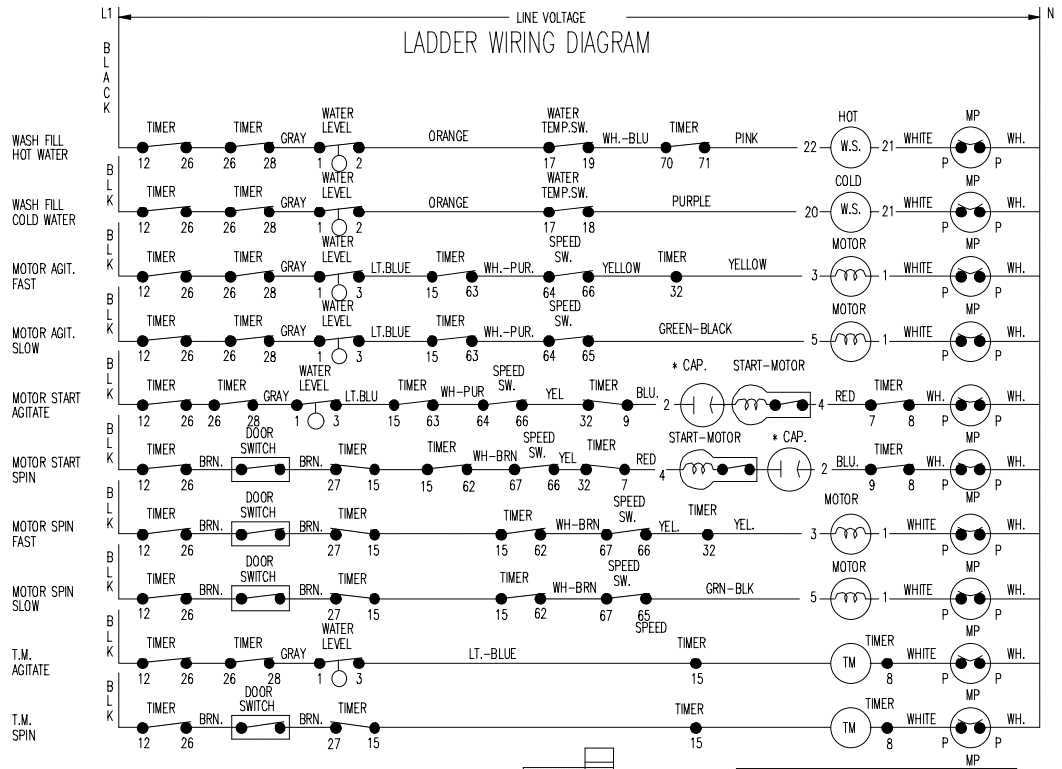 L1 LINE VOLTAGE N
LADDER WIRING DIAGRAM
BLACK
WATER WATER HOT MP
TIMER TIMER GRAY LEVEL ORANGE TEMP.SW. WH.-BLU TIMER PINK
WASH FILL HOT WATER 22 W.S. 21 WHITE WH.
12 26 26 28 1 2 17 19 70 71 P P
BLK
WATER WATER COLD MP
TIMER TIMER GRAY LEVEL ORANGE TEMP.SW. PURPLE
WASH FILL COLD WATER 20 W.S. 21 WHITE WH.
12 26 26 28 1 2 17 18 P P
BLK
WATER SPEED MOTOR MP
TIMER TIMER GRAY LEVEL LT.BLUE TIMER WH.-PUR. SW. YELLOW TIMER YELLOW
MOTOR AGIT. FAST 3 1 WHITE WH.
12 26 26 28 1 3 15 63 64 66 32 P P
BLK
WATER SPEED MOTOR MP
TIMER TIMER GRAY LEVEL LT.BLUE TIMER WH.-PUR. SW. GREEN-BLACK
MOTOR AGIT. SLOW 5 1 WHITE WH.
12 26 26 28 1 3 15 63 64 65 P P
BLK
WATER SPEED * CAP. START-MOTOR MP
TIMER TIMER GRAY LEVEL LT.BLU TIMER WH-PUR SW. YEL TIMER BLU. 2 4 RED TIMER WH. WH.
MOTOR START AGITATE
12 26 26 28 1 3 15 63 64 66 32 9 7 8 P P
BLK
DOOR SPEED START-MOTOR * CAP. MP
TIMER BRN. SWITCH BRN. TIMER TIMER WH-BRN SW. YEL TIMER RED 4 2 BLU. TIMER WH. WH.
MOTOR START SPIN
12 26 27 15 15 62 67 66 32 7 9 8 P P
BLK
DOOR SPEED TIMER MOTOR MP
TIMER BRN. SWITCH BRN. TIMER TIMER WH-BRN SW. YEL. YEL.
MOTOR SPIN FAST 3 1 WHITE WH.
12 26 27 15 15 62 67 66 32 P P
BLK
DOOR SPEED MOTOR MP
TIMER BRN. SWITCH BRN. TIMER TIMER WH-BRN SW. GRN-BLK
MOTOR SPIN SLOW 5 1 WHITE WH.
12 26 27 15 15 62 67 65 P P
SPEED
BLK
WATER MP
TIMER TIMER GRAY LEVEL LT.-BLUE TIMER TIMER
T.M. AGITATE TM WHITE WH.
12 26 26 28 1 3 15 8 P P
BLK
DOOR MP
TIMER BRN. SWITCH BRN. TIMER TIMER TIMER
T.M. SPIN TM WHITE WH.
12 26 27 15 15 8 P P
MP